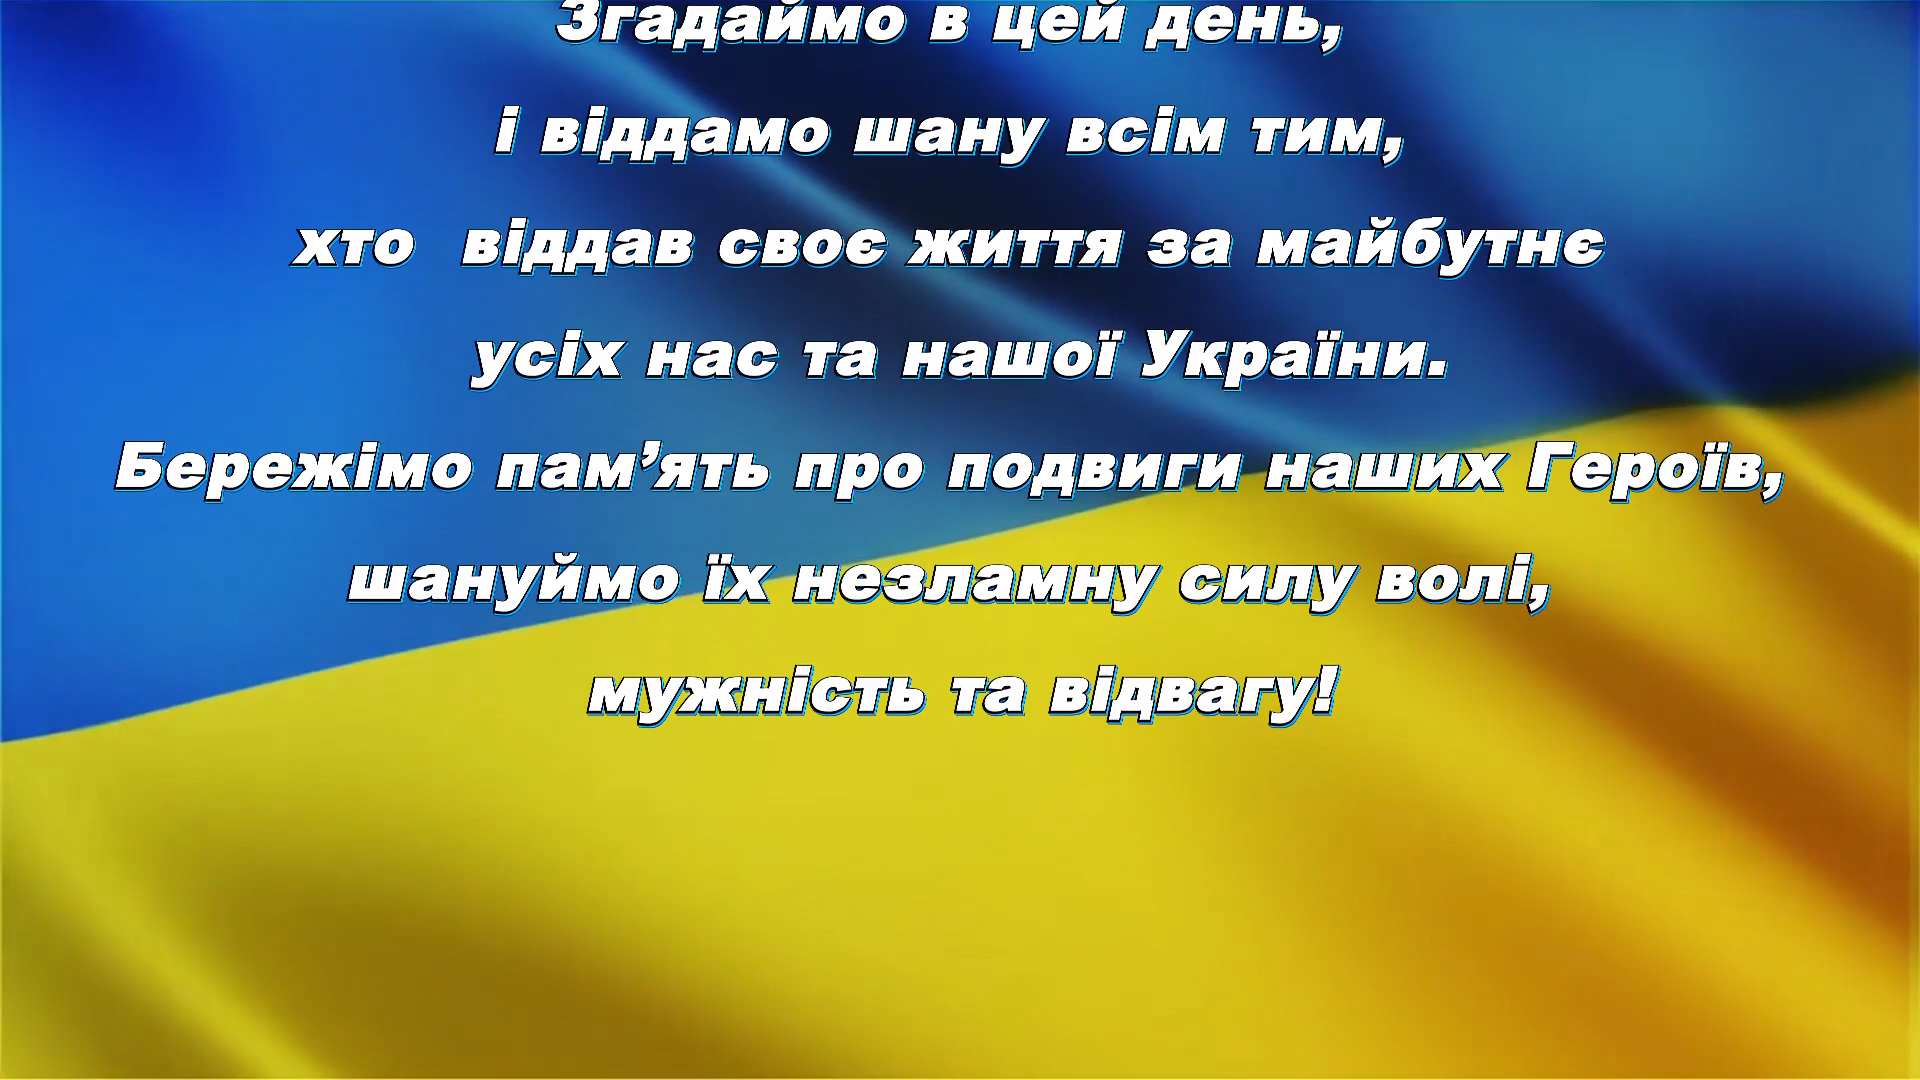 Згадаймо в цей день,
і віддамо шану всім тим,
хто віддав своє життя за майбутнє
усіх нас та нашої України.
Бережімо пам’ять про подвиги наших Героїв,
шануймо їх незламну силу волі,
мужність та відвагу!